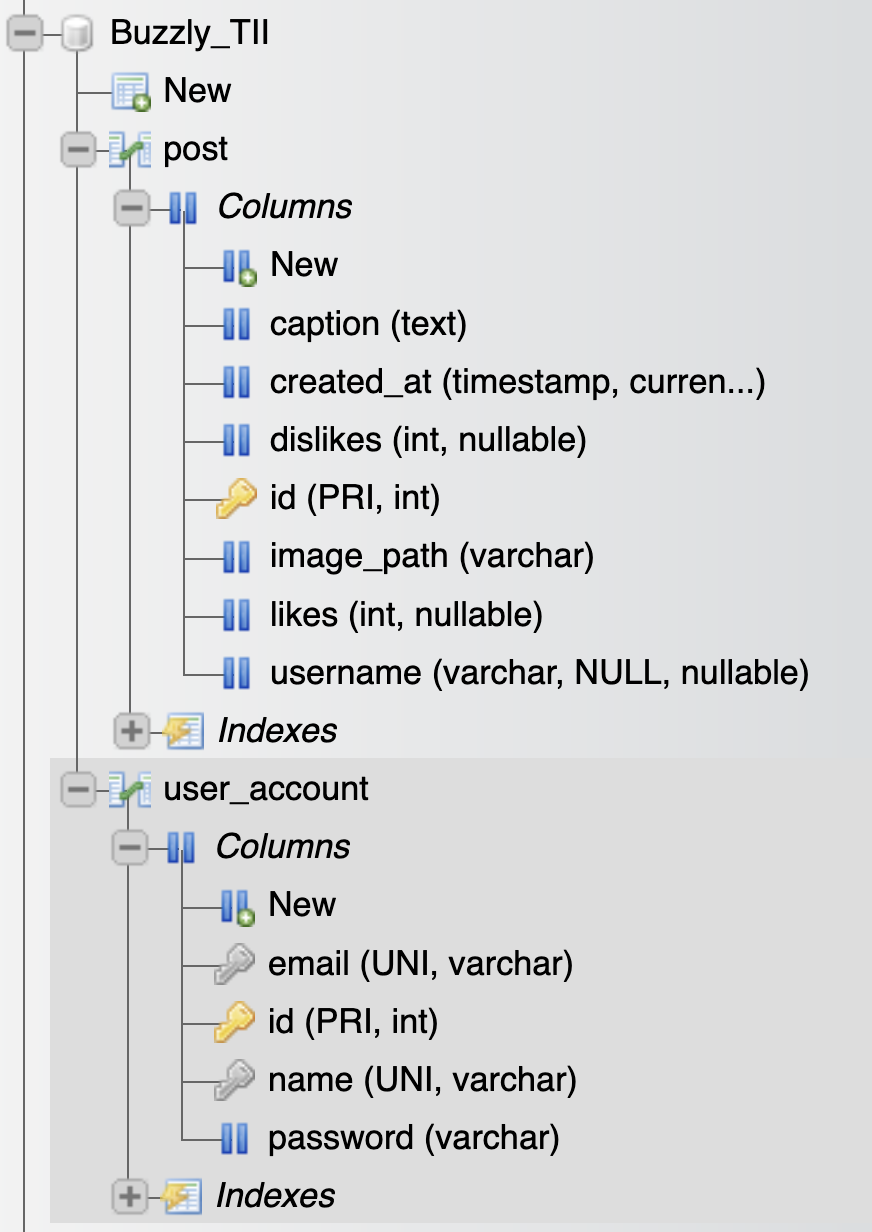 Buzzly_TII
New
post
Columns
New
caption (text)
created_at (timestamp, curren...)
dislikes (int, nullable)
id (PRI, int)
image_path (varchar)
likes (int, nullable)
username (varchar, NULL, nullable)
Indexes
user_account
Columns
New
email (UNI, varchar)
id (PRI, int)
name (UNI, varchar)
password (varchar)
Indexes